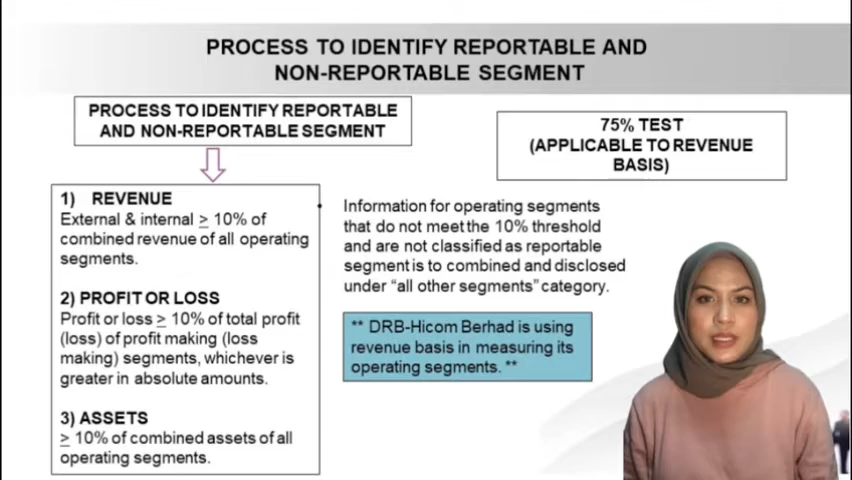 PROCESS TO IDENTIFY REPORTABLE AND
NON-REPORTABLE SEGMENT
PROCESS TO IDENTIFY REPORTABLE
AND NON-REPORTABLE SEGMENT
1) REVENUE
External & internal ≥ 10% of
combined revenue of all operating
segments.
2) PROFIT OR LOSS
Profit or loss ≥ 10% of total profit
(loss) of profit making (loss
making) segments, whichever is
greater in absolute amounts.
3) ASSETS
≥ 10% of combined assets of all
operating segments.
75% TEST
(APPLICABLE TO REVENUE
BASIS)
• Information for operating segments
that do not meet the 10% threshold
and are not classified as reportable
segment is to combined and disclosed
under “all other segments” category.
** DRB-Hicom Berhad is using
revenue basis in measuring its
operating segments. **